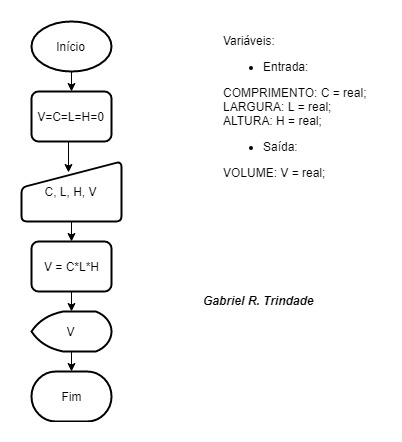 Início
V=C=L=H=0
C, L, H, V
V = C*L*H
V
Fim
Variáveis:
• Entrada:
COMPRIMENTO: C = real;
LARGURA: L = real;
ALTURA: H = real;
• Saída:
VOLUME: V = real;
Gabriel R. Trindade